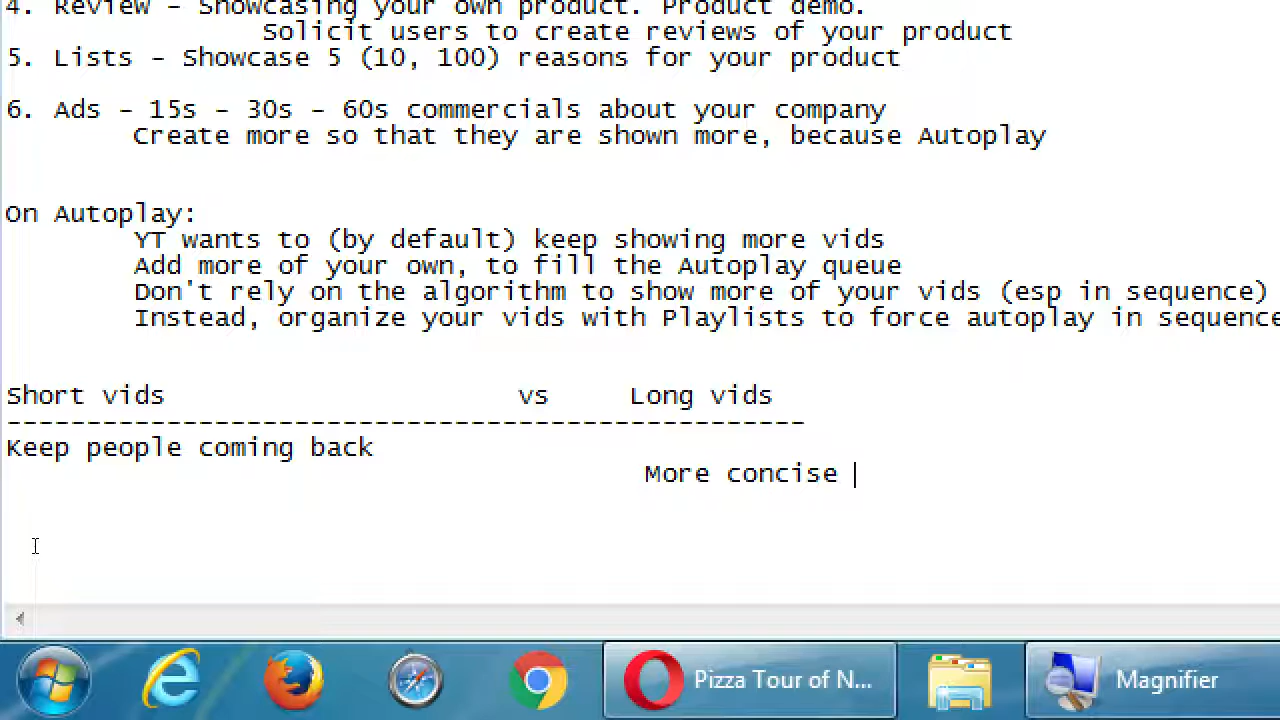 4. Review - Showcasing your own product. Product demo.
Solicit users to create reviews of your product
5. Lists - Showcase 5 (10, 100) reasons for your product
6. Ads - 15s - 30s - 60s commercials about your company
Create more so that they are shown more, because Autoplay
On Autoplay:
YT wants to (by default) keep showing more vids
Add more of your own, to fill the Autoplay queue
Don't rely on the algorithm to show more of your vids (esp in sequence)
Instead, organize your vids with Playlists to force autoplay in sequence
Short vids vs Long vids
--------------------------------------------------
Keep people coming back
More concise
Pizza Tour of N... Magnifier